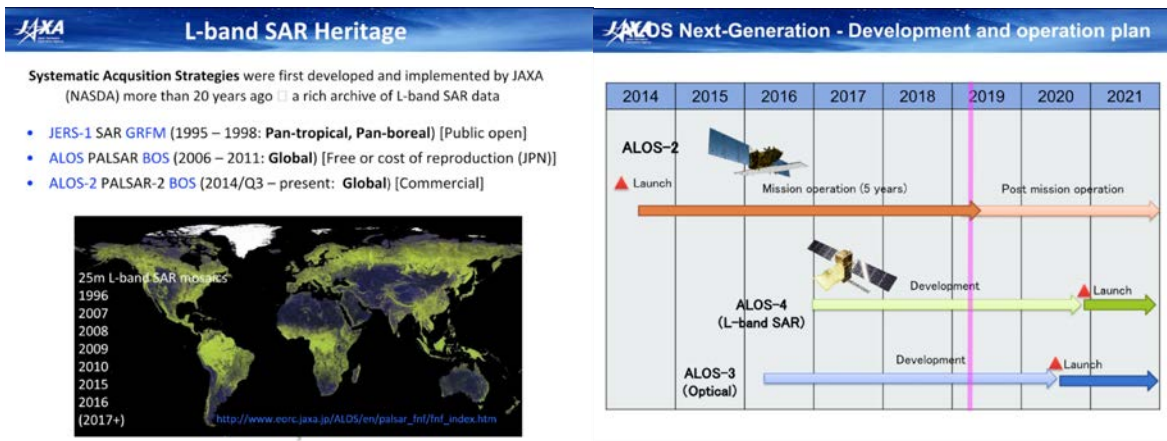 JAXA
L-band SAR Heritage
Systematic Acqusition Strategies were first developed and implemented by JAXA
(NASDA) more than 20 years ago □ a rich archive of L-band SAR data
• JERS-1 SAR GRFM (1995 – 1998: Pan-tropical, Pan-boreal) [Public open]
• ALOS PALSAR BOS (2006 – 2011: Global) [Free or cost of reproduction (JPN)]
• ALOS-2 PALSAR-2 BOS (2014/Q3 – present: Global) [Commercial]
25m L-band SAR mosaics
1996
2007
2008
2009
2010
2015
2016
(2017+)
http://www.eorc.jaxa.jp/ALOS/en/palsar_fnf/fnf_index.htm
JAXA
ALOS Next-Generation - Development and operation plan
2014 2015 2016 2017 2018 2019 2020 2021
ALOS-2
Launch
Mission operation (5 years)
Post mission operation
Development
Launch
ALOS-4
(L-band SAR)
Development
Launch
ALOS-3
(Optical)